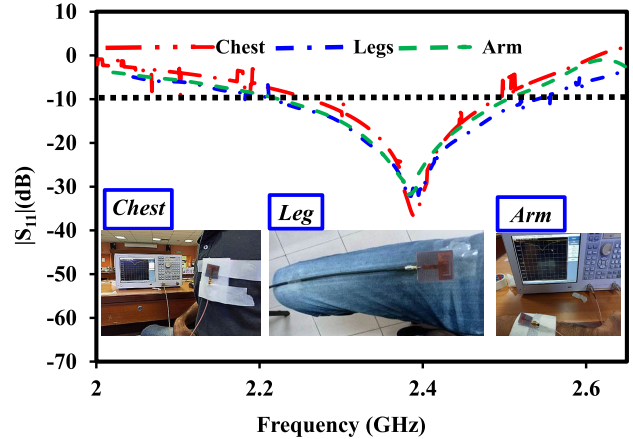 10
0
-10
-20
-30
-40
-50
-60
-70
|S11|(dB)
Chest Legs Arm
Chest
Leg
Arm
2 2.2 2.4 2.6
Frequency (GHz)